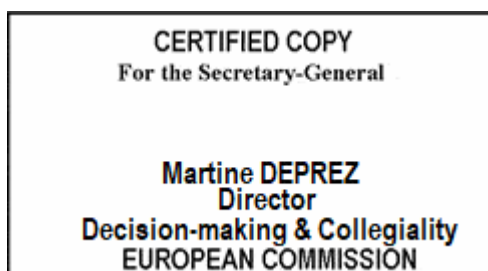 CERTIFIED COPY
For the Secretary-General
Martine DEPREZ
Director
Decision-making & Collegiality
EUROPEAN COMMISSION